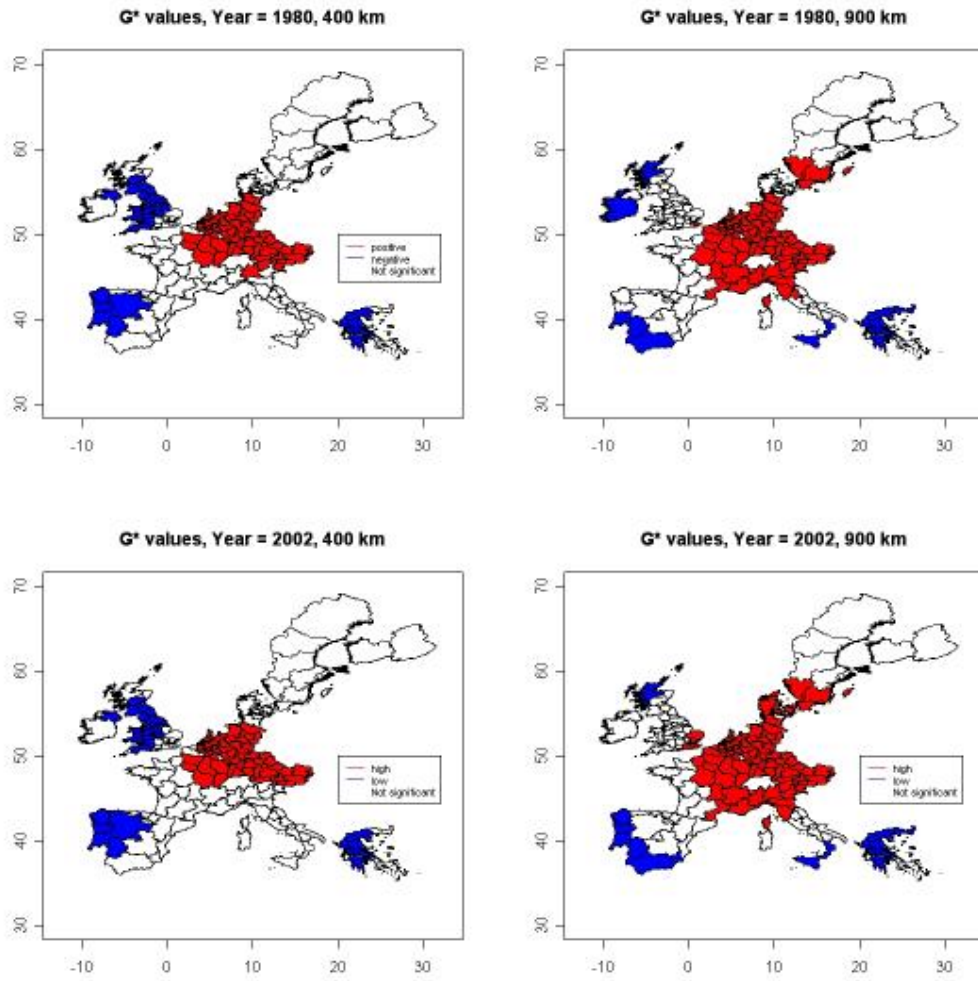 G* values, Year = 1980, 400 km
70
60
50
40
30
positive
negative
Not significant
-10 0 10 20 30
G* values, Year = 1980, 900 km
70
60
50
40
30
-10 0 10 20 30
G* values, Year = 2002, 400 km
70
60
50
40
30
high
low
Not significant
-10 0 10 20 30
G* values, Year = 2002, 900 km
70
60
50
40
30
high
low
Not significant
-10 0 10 20 30